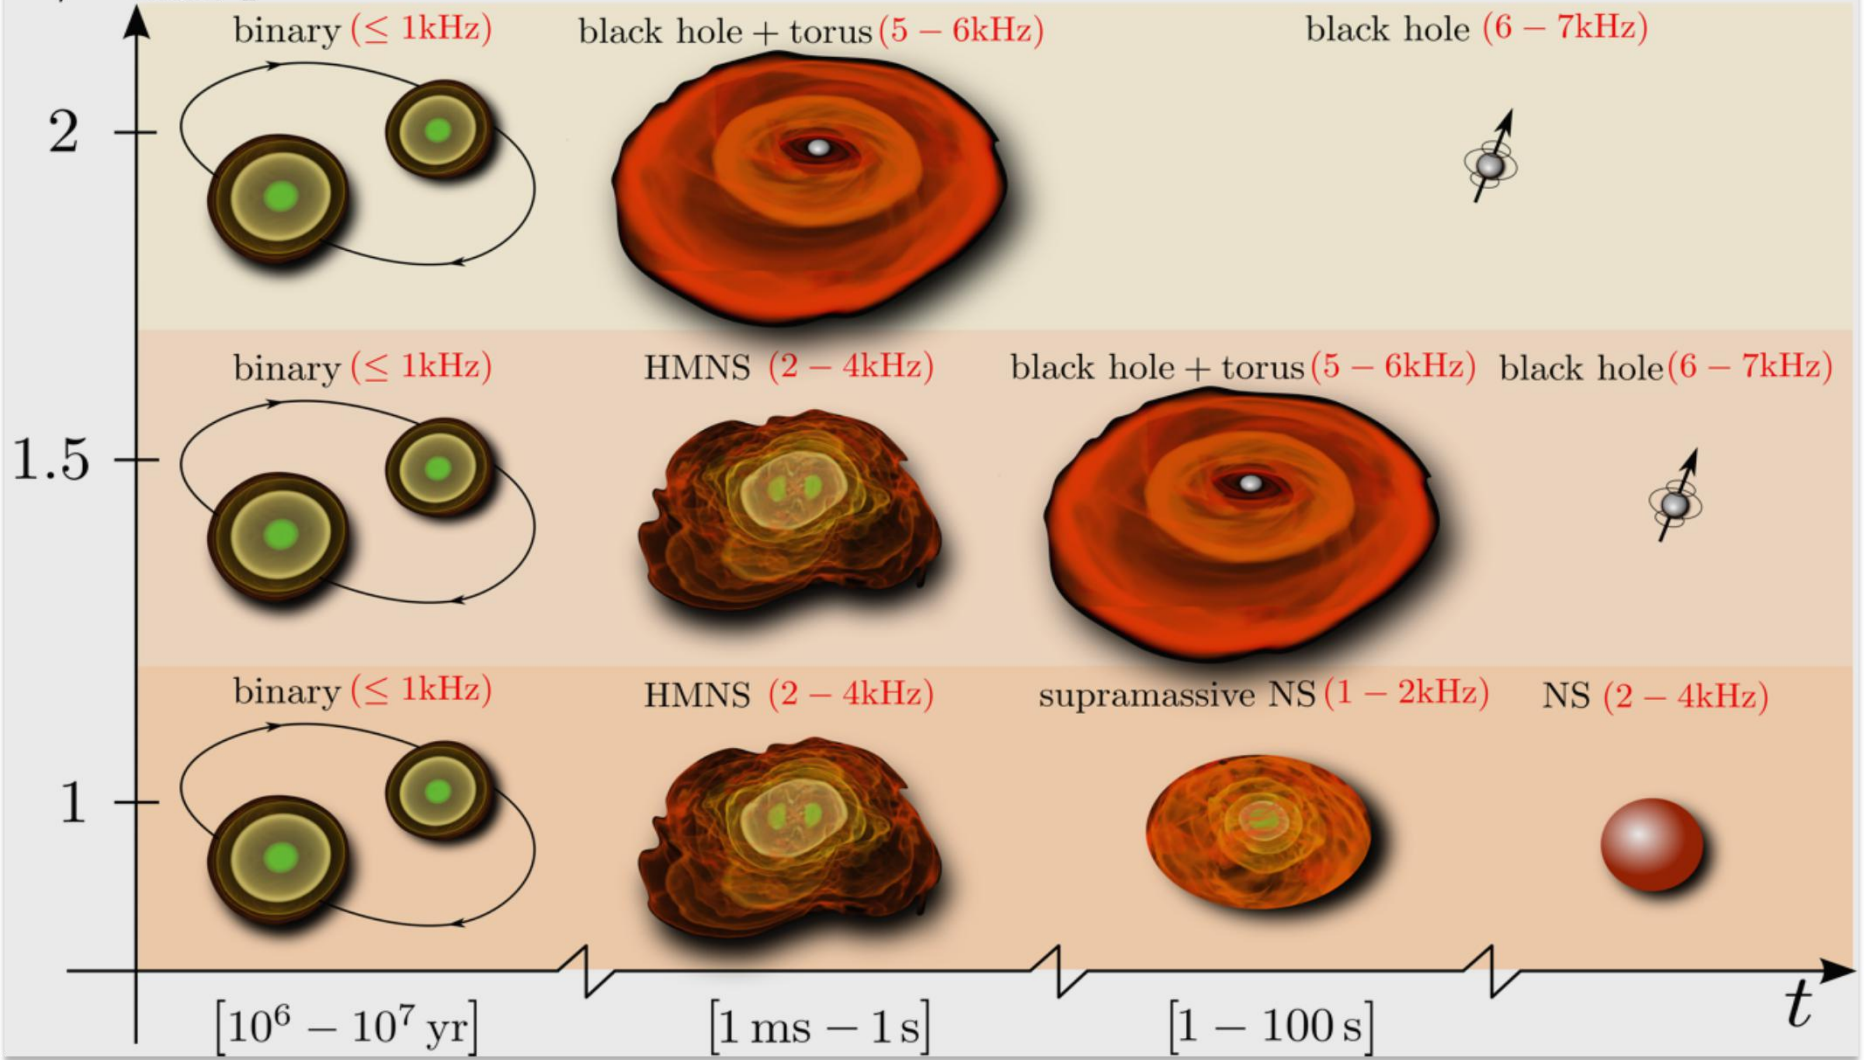 binary (≤ 1kHz) black hole + torus (5 − 6kHz) black hole (6 − 7kHz)
2
binary (≤ 1kHz) HMNS (2 − 4kHz) black hole + torus (5 − 6kHz) black hole (6 − 7kHz)
1.5
binary (≤ 1kHz) HMNS (2 − 4kHz) supramassive NS (1 − 2kHz) NS (2 − 4kHz)
1
t
[10⁶ − 10⁷ yr] [1 ms − 1 s] [1 − 100 s]